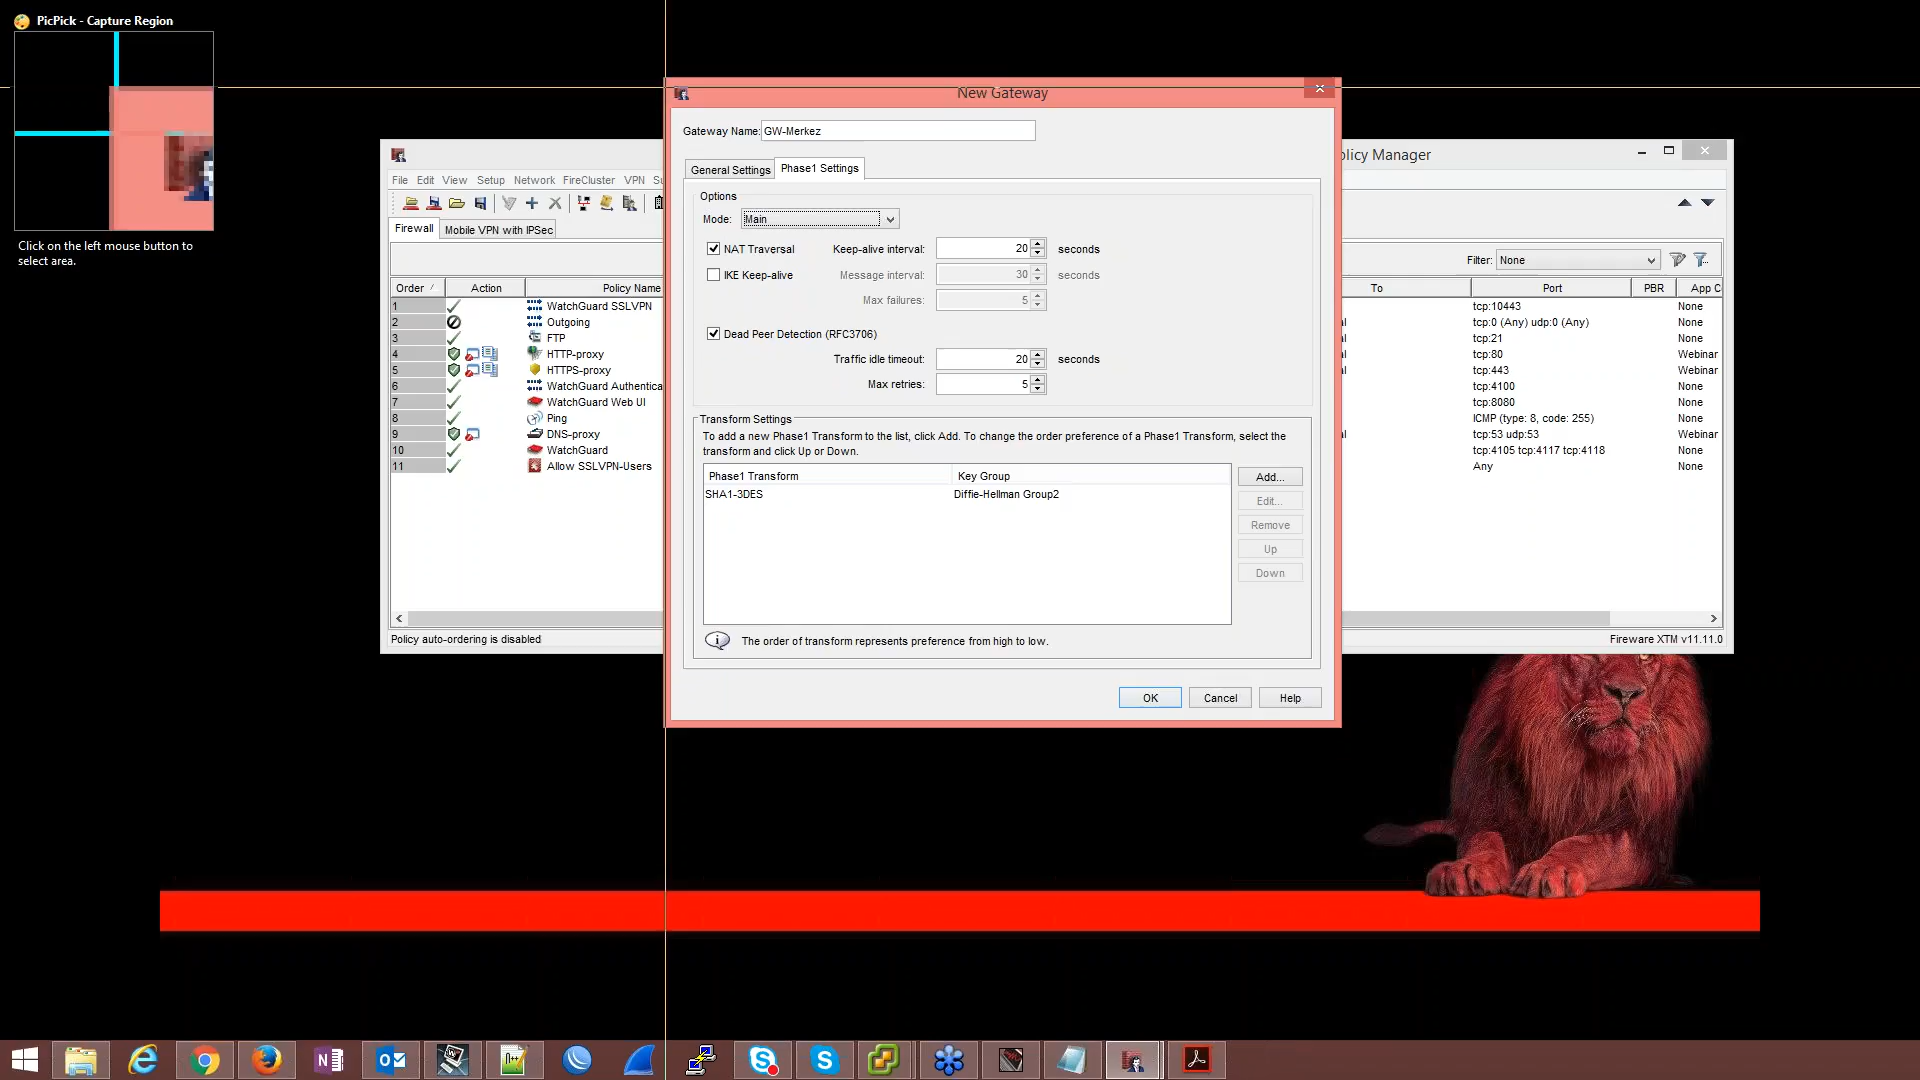 PicPick - Capture Region
Click on the left mouse button to
select area.
New Gateway
Gateway Name: GW-Merkez
General Settings
Phase1 Settings
Options
Mode: Main
NAT Traversal
Keep-alive interval: 20 seconds
IKE Keep-alive
Message interval: 30 seconds
Max failures: 5
Dead Peer Detection (RFC3706)
Traffic idle timeout: 20 seconds
Max retries: 5
Transform Settings
To add a new Phase1 Transform to the list, click Add. To change the order preference of a Phase1 Transform, select the
transform and click Up or Down.
Phase1 Transform Key Group
SHA1-3DES Diffie-Hellman Group2
Add...
Edit...
Remove
Up
Down
The order of transform represents preference from high to low.
OK Cancel Help
olicy Manager
File Edit View Setup Network FireCluster VPN
Firewall
Mobile VPN with IPSec
Filter: None
Order Action Policy Name To Port PBR App C
1 WatchGuard SSLVPN tcp:10443 None
2 Outgoing tcp:0 (Any) udp:0 (Any) None
3 FTP tcp:21 None
4 HTTP-proxy tcp:80 Webinar
5 HTTPS-proxy tcp:443 Webinar
6 WatchGuard Authentica tcp:4100 None
7 WatchGuard Web UI tcp:8080 None
8 Ping ICMP (type: 8, code: 255) None
9 DNS-proxy tcp:53 udp:53 Webinar
10 WatchGuard tcp:4105 tcp:4117 tcp:4118 None
11 Allow SSLVPN-Users Any None
Policy auto-ordering is disabled
Fireware XTM v11.11.0